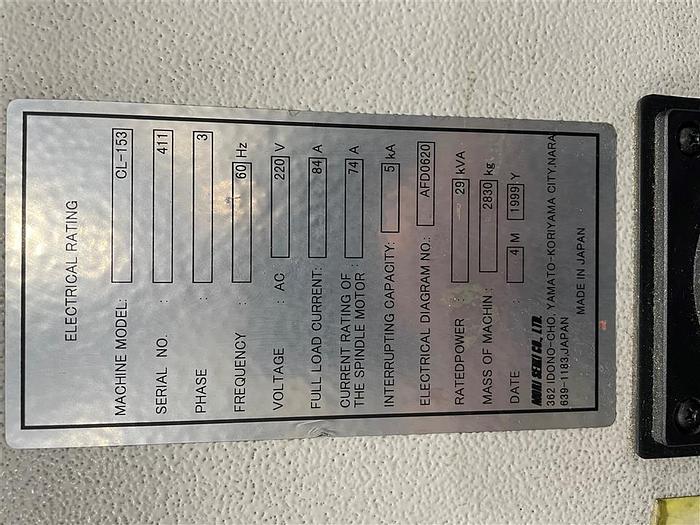 ELECTRICAL RATING
MACHINE MODEL: CL-153
SERIAL NO. : 411
PHASE : 3
FREQUENCY : 60 Hz
VOLTAGE : AC 220 V
FULL LOAD CURRENT: 84 A
CURRENT RATING OF
THE SPINDLE MOTOR : 74 A
INTERRUPTING CAPACITY: 5 kA
ELECTRICAL DIAGRAM NO.: AFD0620
RATEDPOWER : 29 kVA
MASS OF MACHIN : 2830 kg
DATE : 4 M 1999 Y
MORI SEIKI CO., LTD.
362 IDONO-CHO, YAMATO-KORIYAMA CITY,NARA
639-1183,JAPAN
MADE IN JAPAN